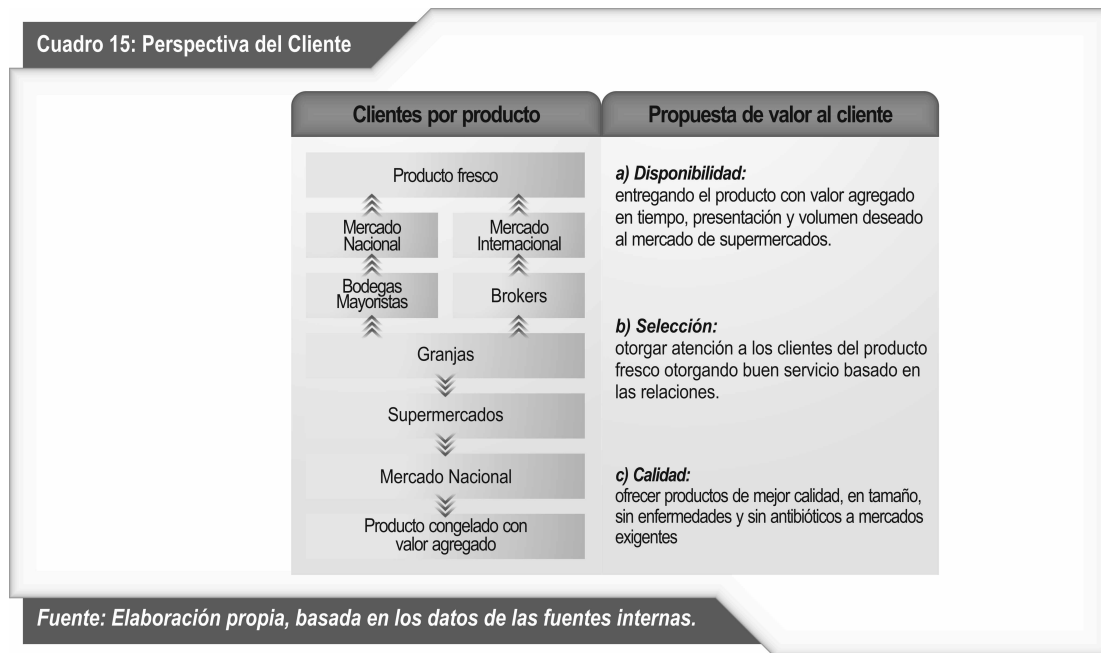 Cuadro 15: Perspectiva del Cliente
Clientes por producto
Producto fresco
Mercado
Nacional
Mercado
Internacional
Bodegas
Mayoristas
Brokers
Granjas
Supermercados
Mercado Nacional
Producto congelado con
valor agregado
Propuesta de valor al cliente
a) Disponibilidad:
entregando el producto con valor agregado
en tiempo, presentación y volumen deseado
al mercado de supermercados.
b) Selección:
otorgar atención a los clientes del producto
fresco otorgando buen servicio basado en
las relaciones.
c) Calidad:
ofrecer productos de mejor calidad, en tamaño,
sin enfermedades y sin antibióticos a mercados
exigentes
Fuente: Elaboración propia, basada en los datos de las fuentes internas.